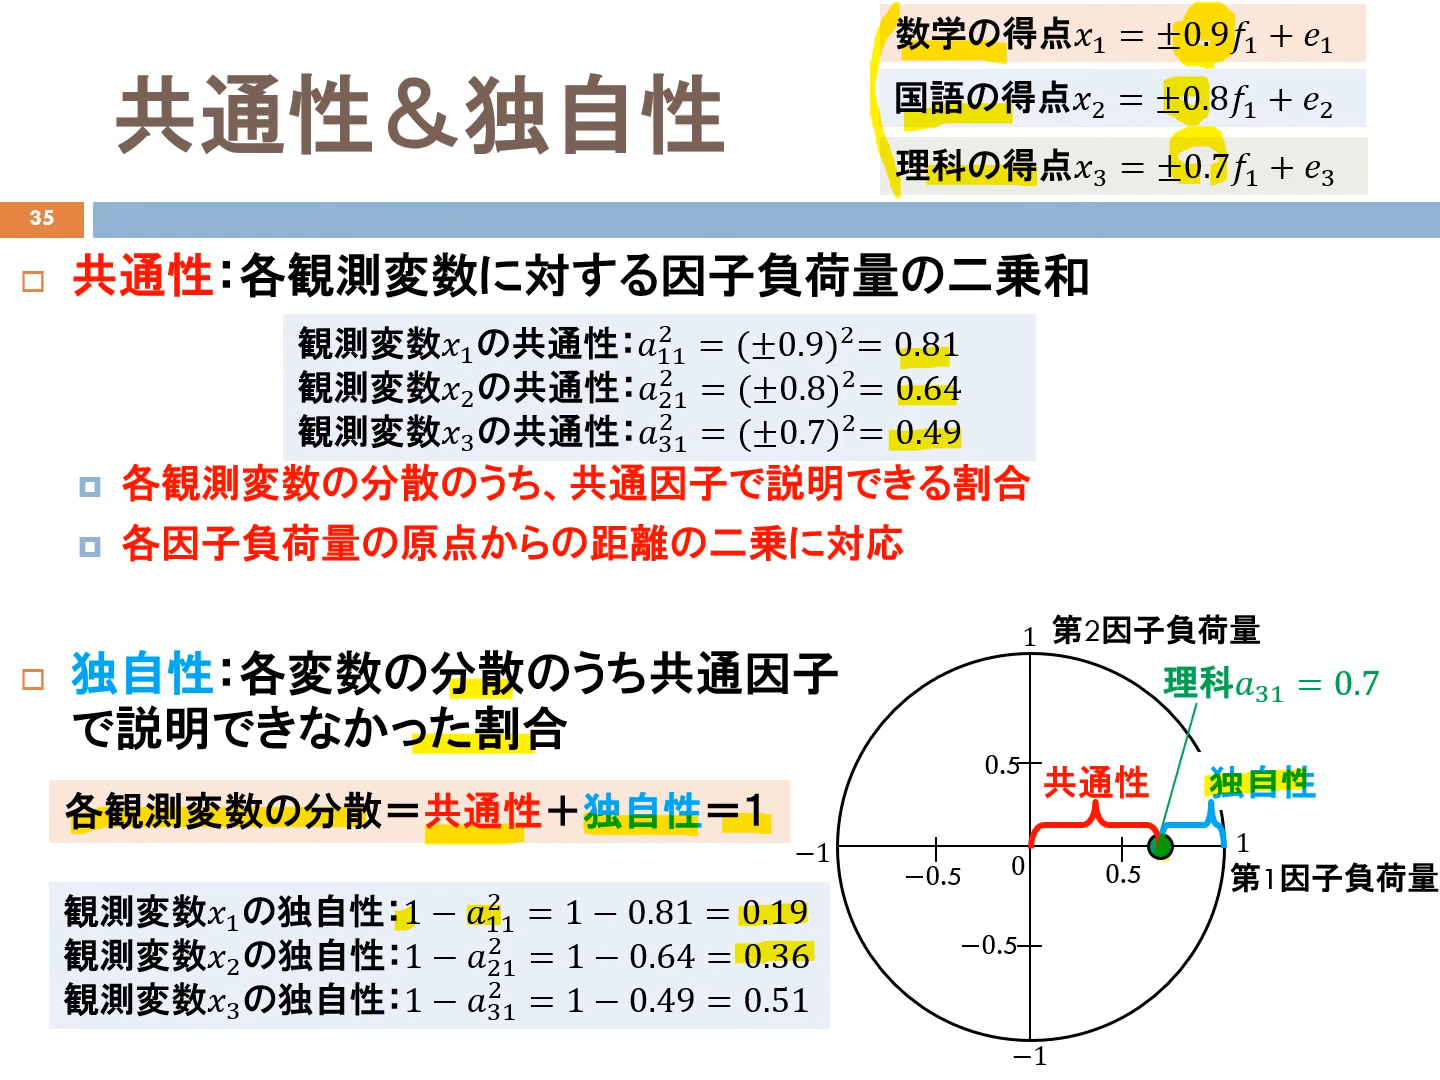 共通性＆独自性
数学の得点x₁ = ±0.9f₁ + e₁
国語の得点x₂ = ±0.8f₁ + e₂
理科の得点x₃ = ±0.7f₁ + e₃
35
共通性：各観測変数に対する因子負荷量の二乗和
観測変数x₁の共通性：a₁₁² = (±0.9)²= 0.81
観測変数x₂の共通性：a₂₁² = (±0.8)²= 0.64
観測変数x₃の共通性：a₃₁² = (±0.7)²= 0.49
各観測変数の分散のうち、共通因子で説明できる割合
各因子負荷量の原点からの距離の二乗に対応
独自性：各変数の分散のうち共通因子
で説明できなかった割合
各観測変数の分散＝共通性＋独自性＝1
観測変数x₁の独自性：1 − a₁₁² = 1 − 0.81 = 0.19
観測変数x₂の独自性：1 − a₂₁² = 1 − 0.64 = 0.36
観測変数x₃の独自性：1 − a₃₁² = 1 − 0.49 = 0.51
1 第2因子負荷量
理科a₃₁ = 0.7
0.5
共通性
独自性
−1
−0.5
0
0.5
1
第1因子負荷量
−0.5
−1